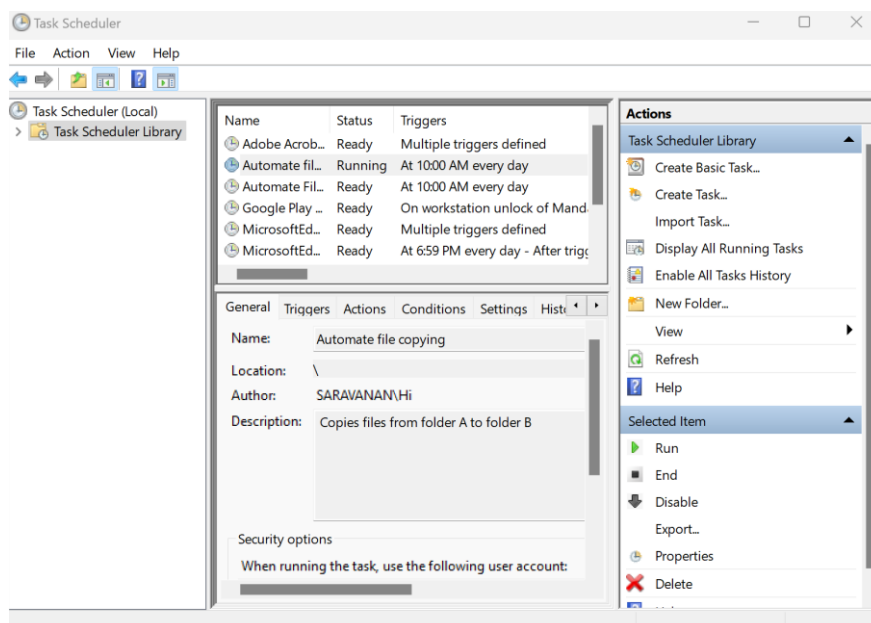 Task Scheduler
File Action View Help
Task Scheduler (Local)
Task Scheduler Library
Name Status Triggers
Adobe Acrob... Ready Multiple triggers defined
Automate fil... Running At 10:00 AM every day
Automate Fil... Ready At 10:00 AM every day
Google Play ... Ready On workstation unlock of Mand
MicrosoftEd... Ready Multiple triggers defined
MicrosoftEd... Ready At 6:59 PM every day - After trigg
General Triggers Actions Conditions Settings Histo
Name: Automate file copying
Location: \
Author: SARAVANAN\Hi
Description: Copies files from folder A to folder B
Security options
When running the task, use the following user account:
Actions
Task Scheduler Library
Create Basic Task...
Create Task...
Import Task...
Display All Running Tasks
Enable All Tasks History
New Folder...
View
Refresh
Help
Selected Item
Run
End
Disable
Export...
Properties
Delete